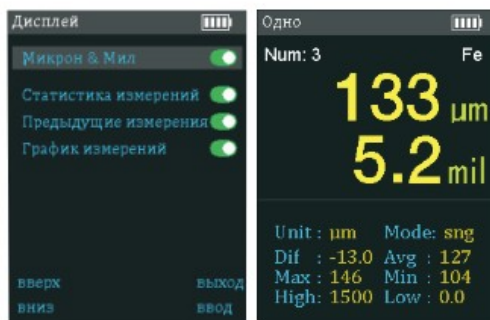 Дисплей
Микрон & Мил
Статистика измерений
Предыдущие измерения
График измерений
вверх выход
вниз ввод
Одно
Num: 3 Fe
133 µm
5.2 mil
Unit : µm Mode: sng
Dif : -13.0 Avg : 127
Max : 146 Min : 104
High: 1500 Low : 0.0